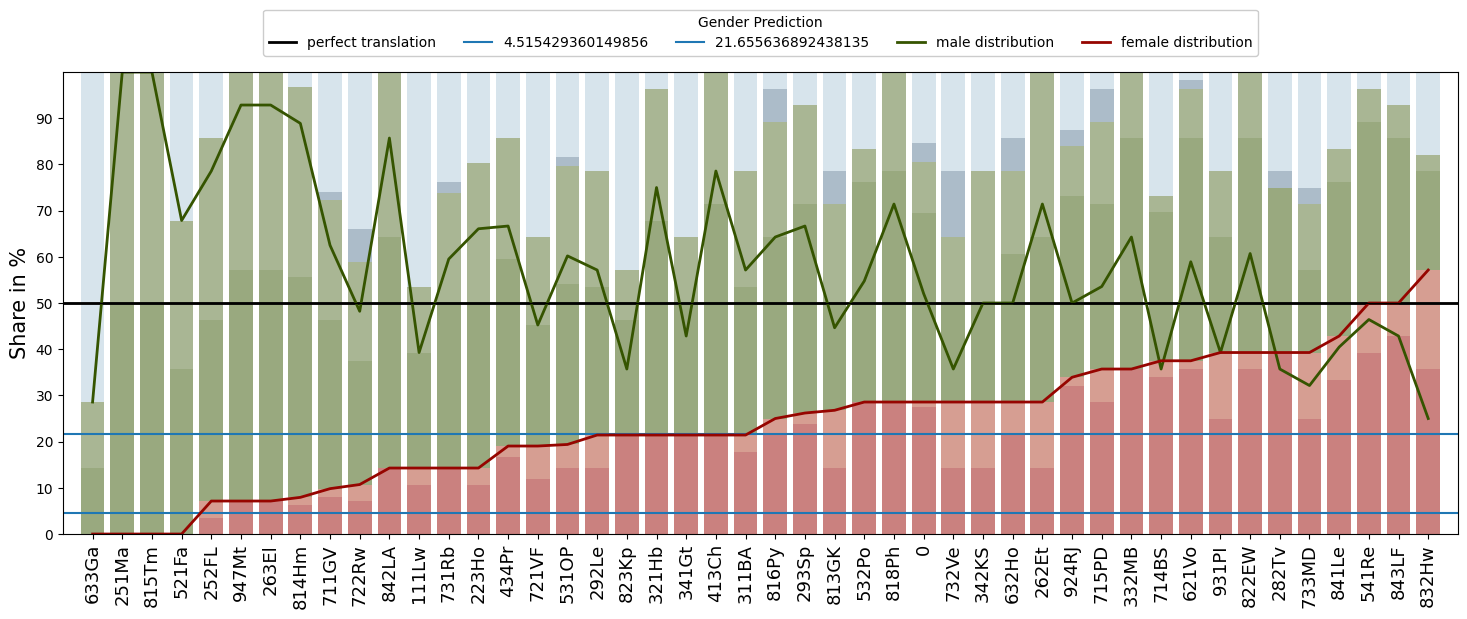 Gender Prediction
perfect translation 4.515429360149856 21.655636892438135 male distribution female distribution
Share in %
90
80
70
60
50
40
30
20
10
0
633Ga 251Ma 815Tm 521Fa 252FL 947Mt 263El 814Hm 711GV 722Rw 842LA 111Lw 731Rb 223Ho 434Pr 721VF 531OP 292Le 823Kp 321Hb 341Gt 413Ch 311BA 816Py 293Sp 813GK 532Po 818Ph 0 732Ve 342KS 632Ho 262Et 924RJ 715PD 332MB 714BS 621Vo 931Pl 822EW 282Tv 733MD 841Le 541Re 843LF 832Hw